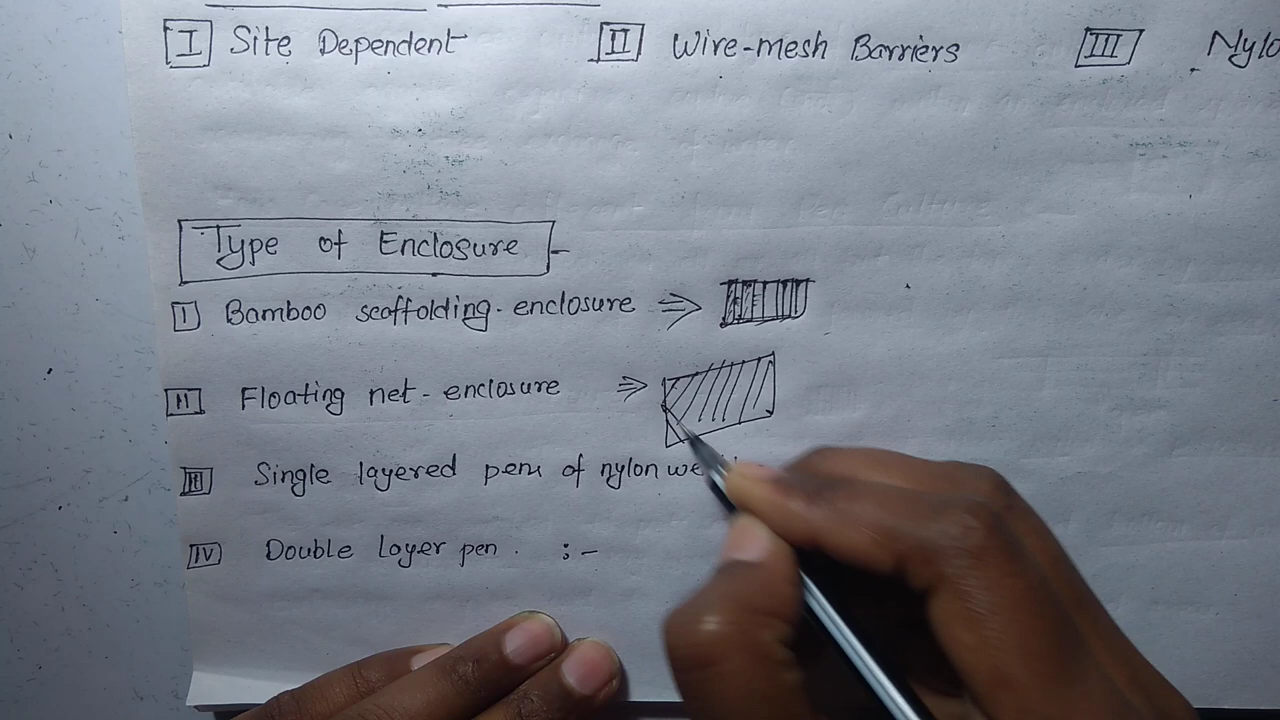 I Site Dependent II Wire-mesh Barriers III Nylo
Type of Enclosure -
I Bamboo scaffolding. enclosure ⇒
II Floating net - enclosure ⇒
III Single layered pen of nylon
IV Double layer pen . :-